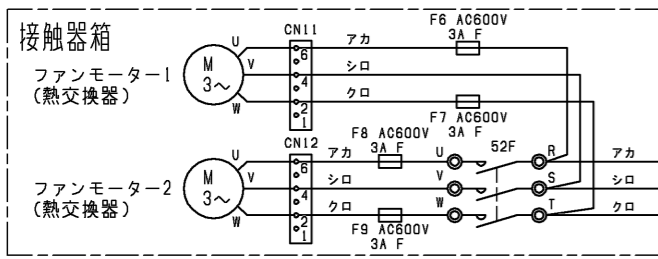 接触器箱
ファンモーター1
(熱交換器)
M
3~
U
V
W
CN11
6
4
2
1
アカ
シロ
クロ
F6 AC600V
3A F
F7 AC600V
3A F
ファンモーター2
(熱交換器)
M
3~
U
V
W
CN12
6
4
2
1
アカ
シロ
クロ
F8 AC600V
3A F
F9 AC600V
3A F
U
V
W
52F
R
S
T
アカ
シロ
クロ